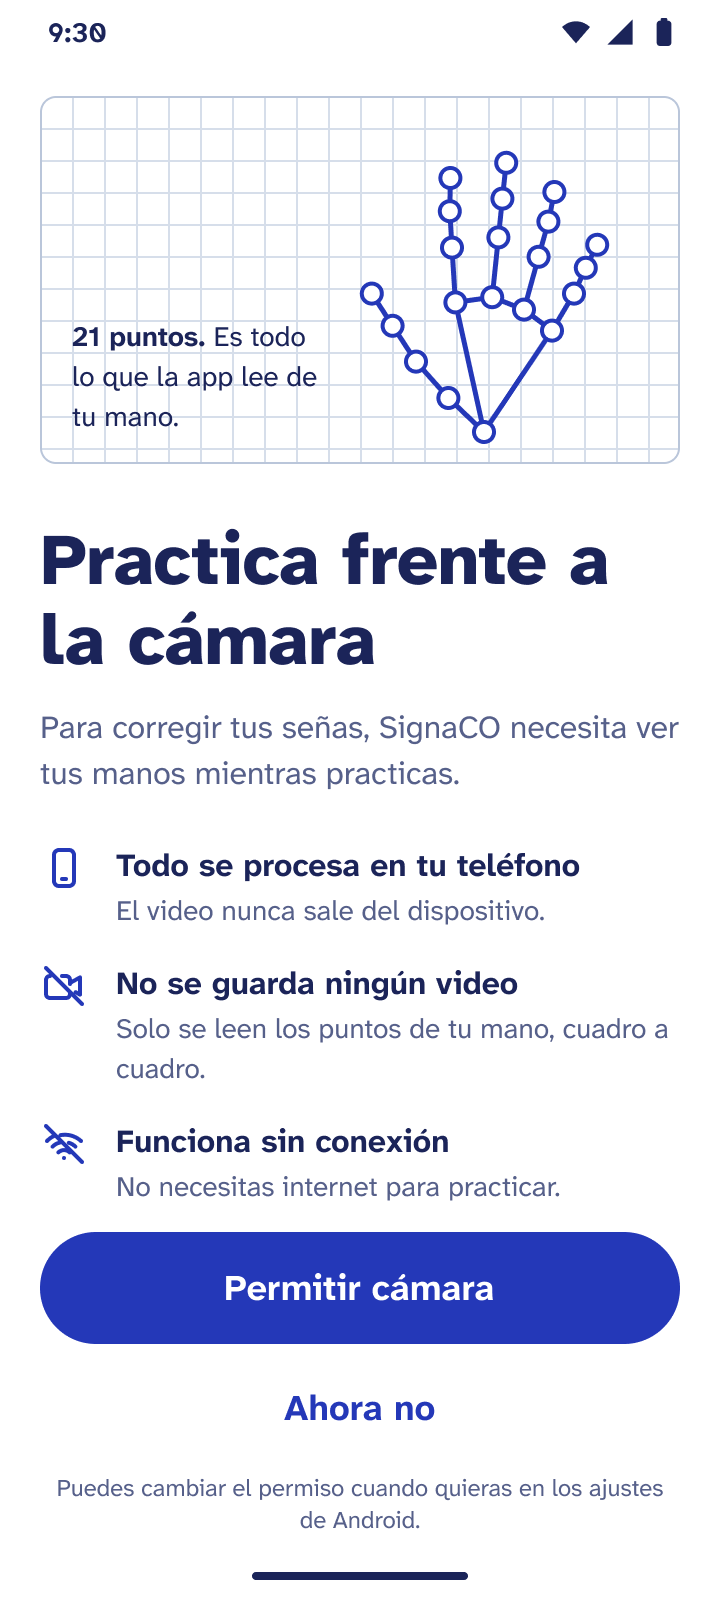 9:30
21 puntos. Es todo
lo que la app lee de
tu mano.
Practica frente a
la cámara
Para corregir tus señas, SignaCO necesita ver
tus manos mientras practicas.
Todo se procesa en tu teléfono
El video nunca sale del dispositivo.
No se guarda ningún video
Solo se leen los puntos de tu mano, cuadro a
cuadro.
Funciona sin conexión
No necesitas internet para practicar.
Permitir cámara
Ahora no
Puedes cambiar el permiso cuando quieras en los ajustes
de Android.